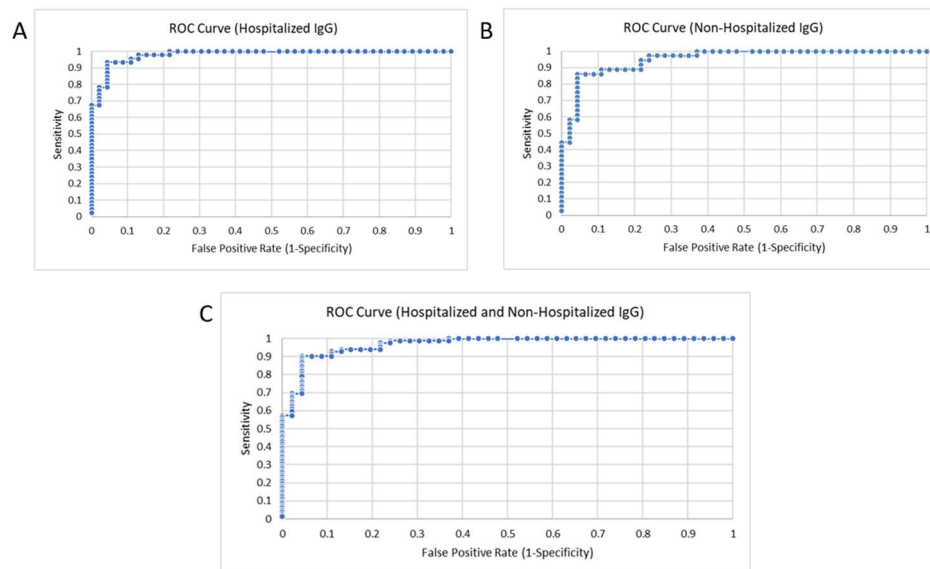 A
ROC Curve (Hospitalized IgG)
1
0.9
0.8
0.7
0.6
0.5
0.4
0.3
0.2
0.1
0
Sensitivity
0 0.1 0.2 0.3 0.4 0.5 0.6 0.7 0.8 0.9 1
False Positive Rate (1-Specificity)
B
ROC Curve (Non-Hospitalized IgG)
1
0.9
0.8
0.7
0.6
0.5
0.4
0.3
0.2
0.1
0
Sensitivity
0 0.1 0.2 0.3 0.4 0.5 0.6 0.7 0.8 0.9 1
False Positive Rate (1-Specificity)
C
ROC Curve (Hospitalized and Non-Hospitalized IgG)
1
0.9
0.8
0.7
0.6
0.5
0.4
0.3
0.2
0.1
0
Sensitivity
0 0.1 0.2 0.3 0.4 0.5 0.6 0.7 0.8 0.9 1
False Positive Rate (1-Specificity)